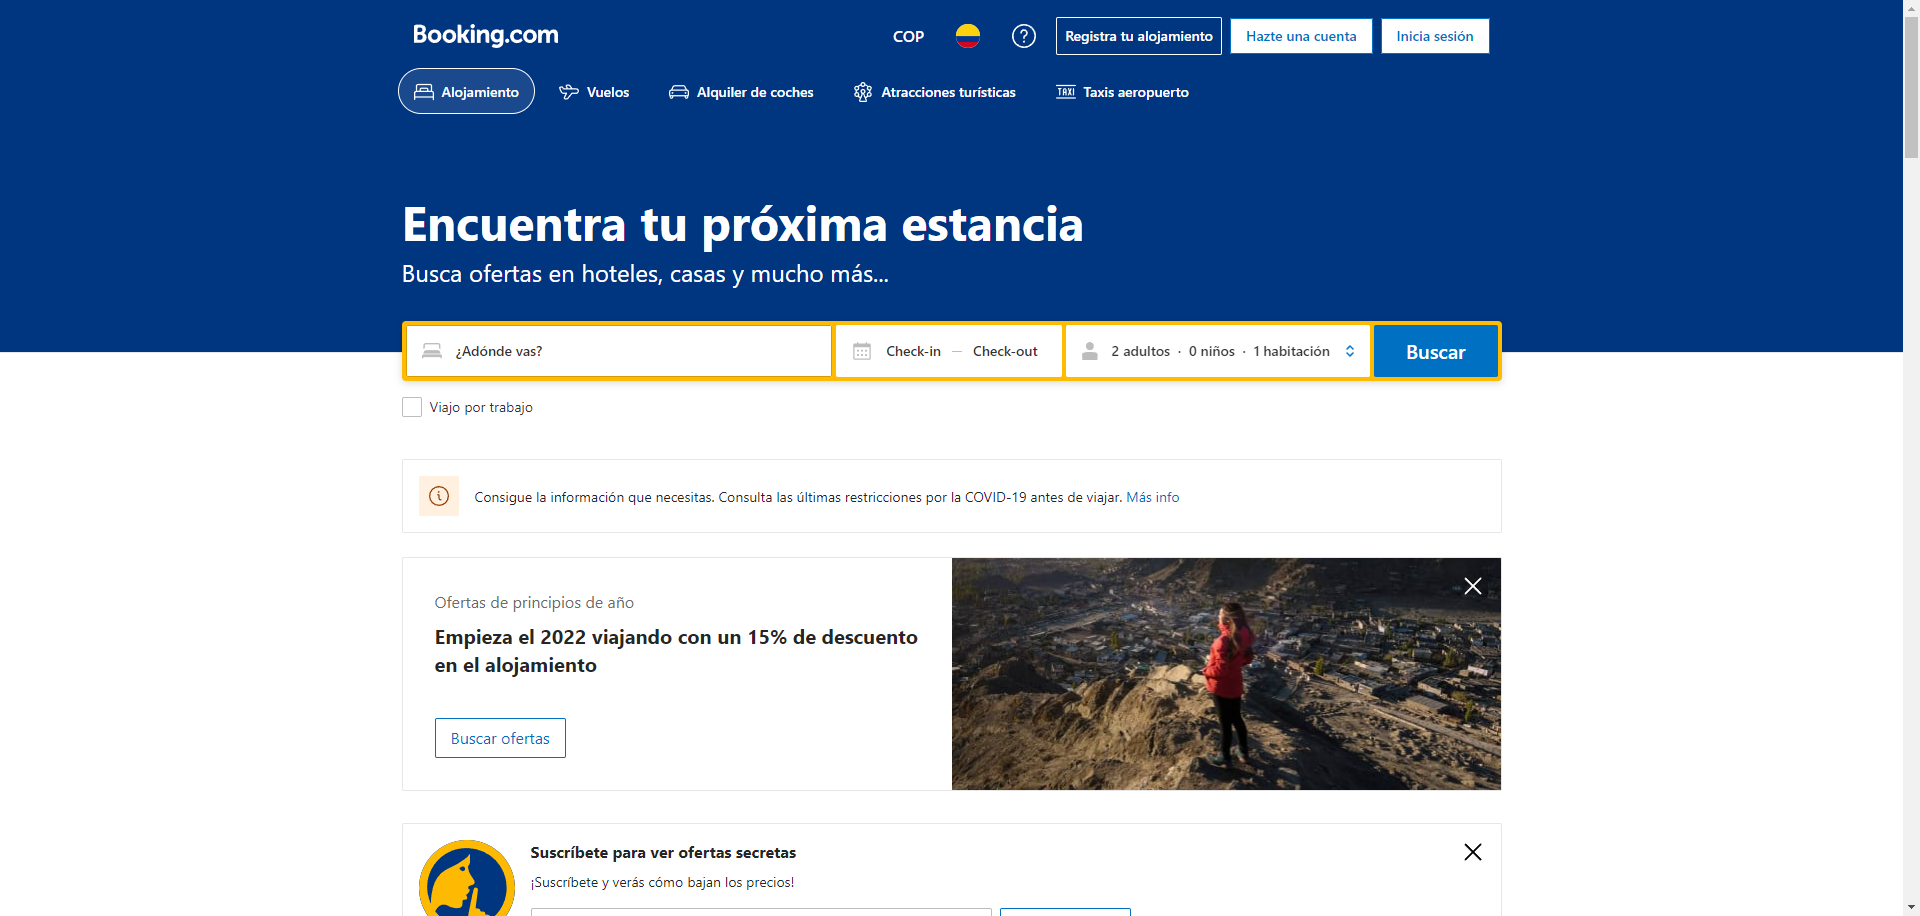 Booking.com
COP
Registra tu alojamiento
Hazte una cuenta
Inicia sesión
Alojamiento
Vuelos
Alquiler de coches
Atracciones turísticas
TAXI Taxis aeropuerto
Encuentra tu próxima estancia
Busca ofertas en hoteles, casas y mucho más...
¿Adónde vas?
Check-in — Check-out
2 adultos · 0 niños · 1 habitación
Buscar
Viajo por trabajo
Consigue la información que necesitas. Consulta las últimas restricciones por la COVID-19 antes de viajar. Más info
Ofertas de principios de año
Empieza el 2022 viajando con un 15% de descuento
en el alojamiento
Buscar ofertas
Suscríbete para ver ofertas secretas
¡Suscríbete y verás cómo bajan los precios!